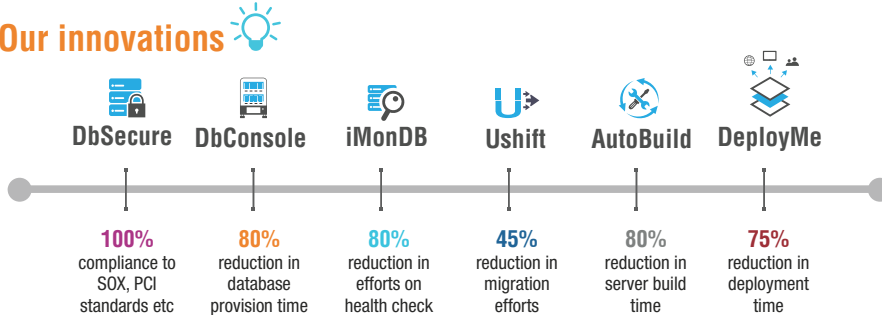 Our innovations
DbSecure
DbConsole
iMonDB
Ushift
AutoBuild
DeployMe
100%
compliance to
SOX, PCI
standards etc
80%
reduction in
database
provision time
80%
reduction in
efforts on
health check
45%
reduction in
migration
efforts
80%
reduction in
server build
time
75%
reduction in
deployment
time